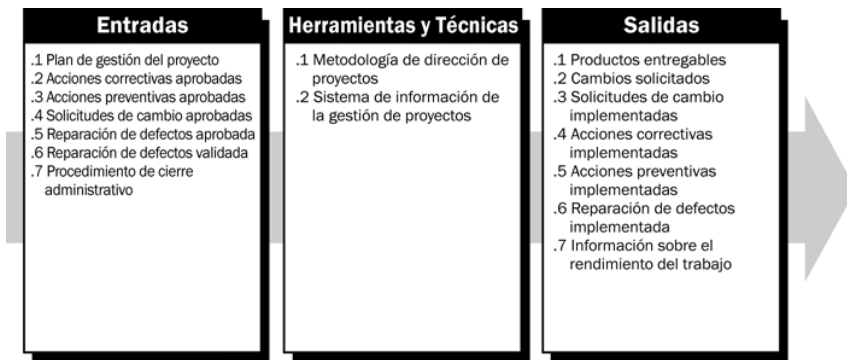 Entradas
.1 Plan de gestión del proyecto
.2 Acciones correctivas aprobadas
.3 Acciones preventivas aprobadas
.4 Solicitudes de cambio aprobadas
.5 Reparación de defectos aprobada
.6 Reparación de defectos validada
.7 Procedimiento de cierre
administrativo
Herramientas y Técnicas
.1 Metodología de dirección de
proyectos
.2 Sistema de información de
la gestión de proyectos
Salidas
.1 Productos entregables
.2 Cambios solicitados
.3 Solicitudes de cambio
implementadas
.4 Acciones correctivas
implementadas
.5 Acciones preventivas
implementadas
.6 Reparación de defectos
implementada
.7 Información sobre el
rendimiento del trabajo